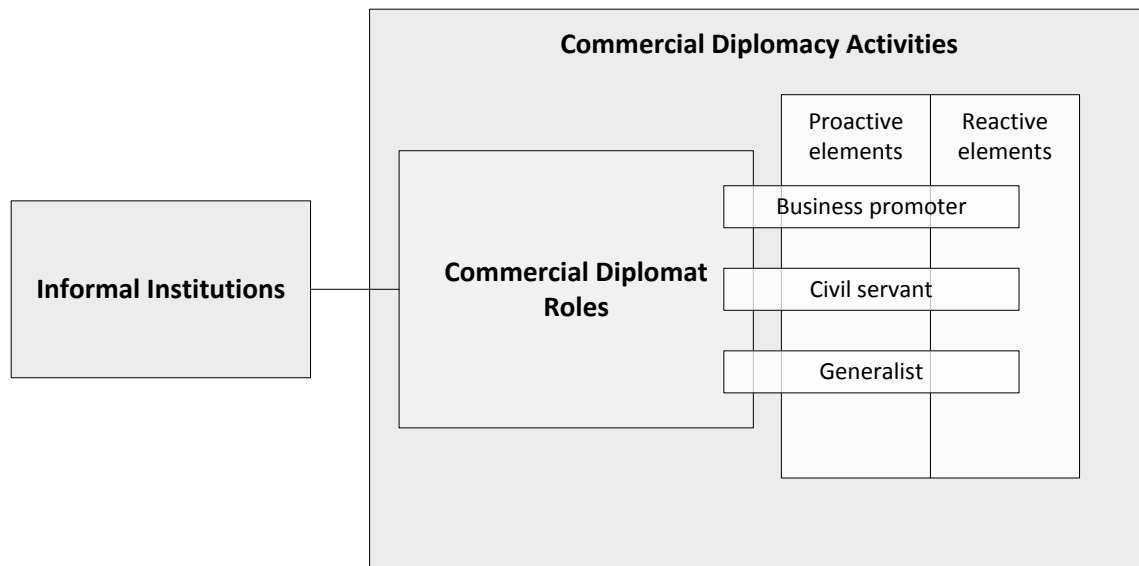 Commercial Diplomacy Activities
Proactive
elements
Reactive
elements
Business promoter
Informal Institutions
Commercial Diplomat
Roles
Civil servant
Generalist